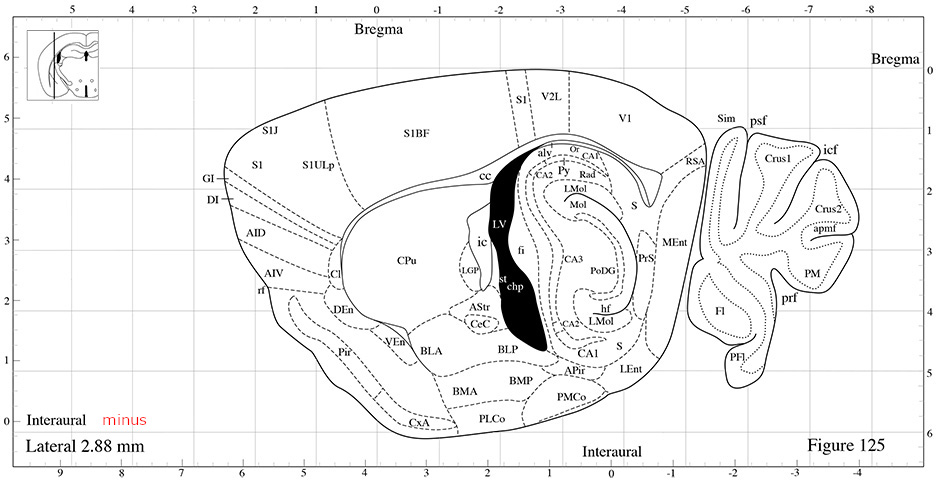 5 4 3 2 1 0 -1 -2 -3 -4 -5
Bregma
Bregma
6 5 4 3 2 1 0
0 1 2 3 4 5 6
S1 V2L
V1
S1J
S1BF
Sim psf
icf
S1
S1ULp
alv Or
CA1
RSA
Crus1
GI
cc
CA2 Py Rad
DI
LMol
Mol
S
Crus2
AID
LV
apmf
ic
fi
MEnt
CPu
CA3
PrS
AIV
Cl
LGP
PoDG
PM
rf
st
chp
prf
DEn
AStr
hf
LMol
Fl
CeC
CA2
VEn
S
Pir
BLA
BLP
CA1
PFl
APir
LEnt
BMP
BMA
PMCo
Interaural minus
CxA
PLCo
Lateral 2.88 mm
Figure 125
Interaural
9 8 7 6 5 4 3 2 1 0 -1 -2 -3 -4